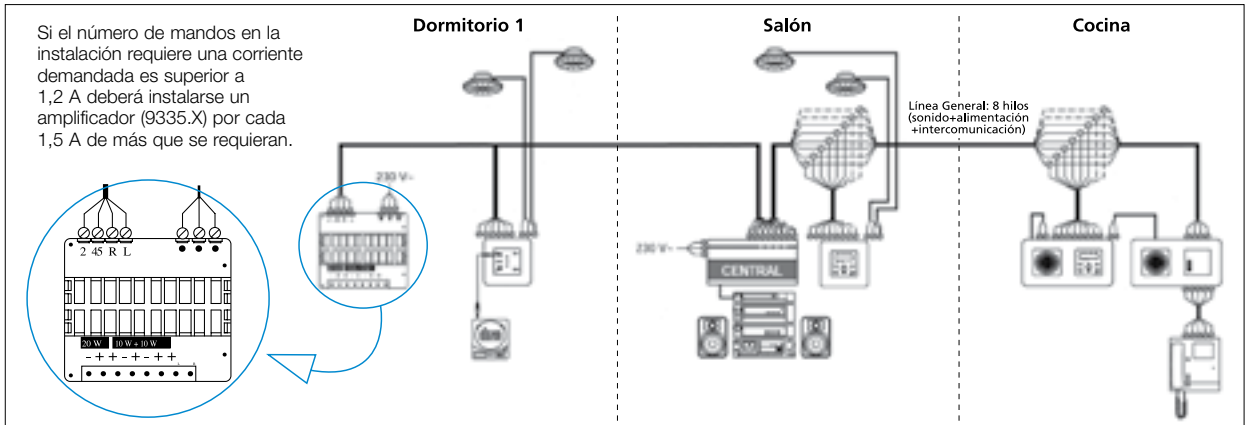 Si el número de mandos en la
instalación requiere una corriente
demandada es superior a
1,2 A deberá instalarse un
amplificador (9335.X) por cada
1,5 A de más que se requieran.
Dormitorio 1
Salón
Cocina
Línea General: 8 hilos
(sonido+alimentación
+intercomunicación)
230 V~
230 V~
CENTRAL
2 45 R L
20 W 10 W + 10 W
- + + - + - + +